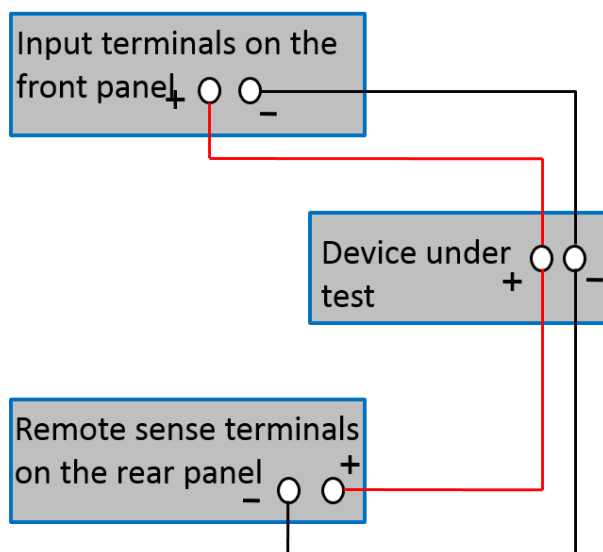 Input terminals on the
front panel
+
−
Device under
test
+
−
Remote sense terminals
on the rear panel
−
+